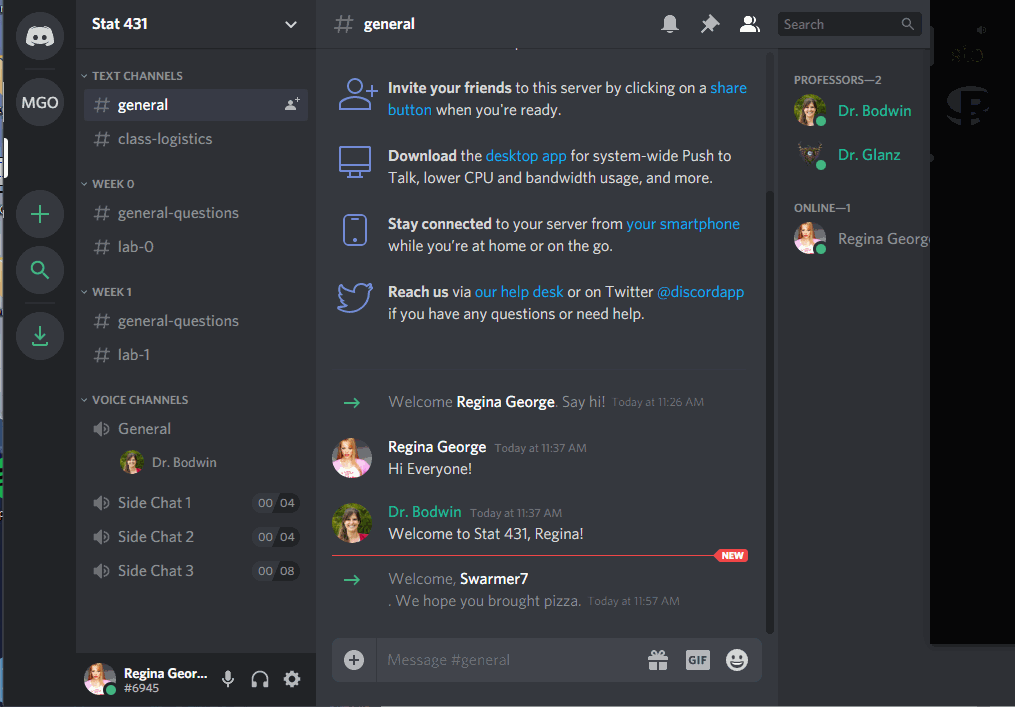 Stat 431
general
Search
MGO
TEXT CHANNELS
general
class-logistics
WEEK 0
general-questions
lab-0
WEEK 1
general-questions
lab-1
VOICE CHANNELS
General
Dr. Bodwin
Side Chat 1 00 04
Side Chat 2 00 04
Side Chat 3 00 08
Regina Geor...
#6945
Invite your friends to this server by clicking on a share
button when you're ready.
Download the desktop app for system-wide Push to
Talk, lower CPU and bandwidth usage, and more.
Stay connected to your server from your smartphone
while you're at home or on the go.
Reach us via our help desk or on Twitter @discordapp
if you have any questions or need help.
Welcome Regina George. Say hi! Today at 11:26 AM
Regina George Today at 11:37 AM
Hi Everyone!
Dr. Bodwin Today at 11:37 AM
Welcome to Stat 431, Regina!
NEW
Welcome, Swarmer7
. We hope you brought pizza. Today at 11:57 AM
Message #general
GIF
PROFESSORS—2
Dr. Bodwin
Dr. Glanz
ONLINE—1
Regina Georg